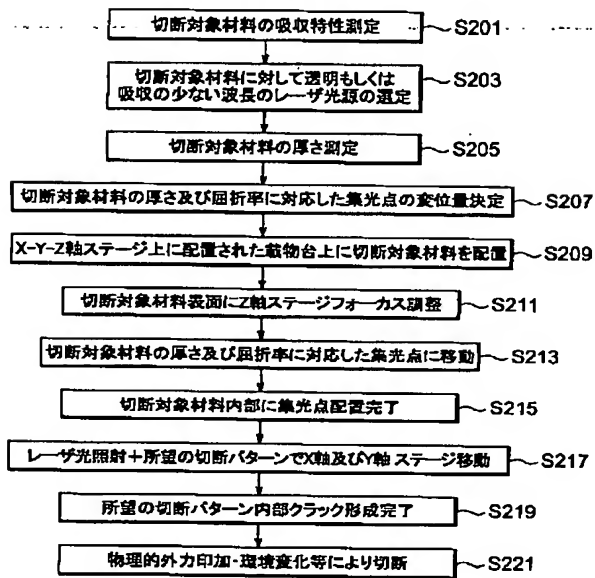 切断対象材料の吸収特性測定 S201
切断対象材料に対して透明もしくは
吸収の少ない波長のレーザ光源の選定 S203
切断対象材料の厚さ測定 S205
切断対象材料の厚さ及び屈折率に対応した集光点の変位量決定 S207
X-Y-Z軸ステージ上に配置された載物台上に切断対象材料を配置 S209
切断対象材料表面にZ軸ステージフォーカス調整 S211
切断対象材料の厚さ及び屈折率に対応した集光点に移動 S213
切断対象材料内部に集光点配置完了 S215
レーザ光照射+所望の切断パターンでX軸及びY軸ステージ移動 S217
所望の切断パターン内部クラック形成完了 S219
物理的外力印加・環境変化等により切断 S221